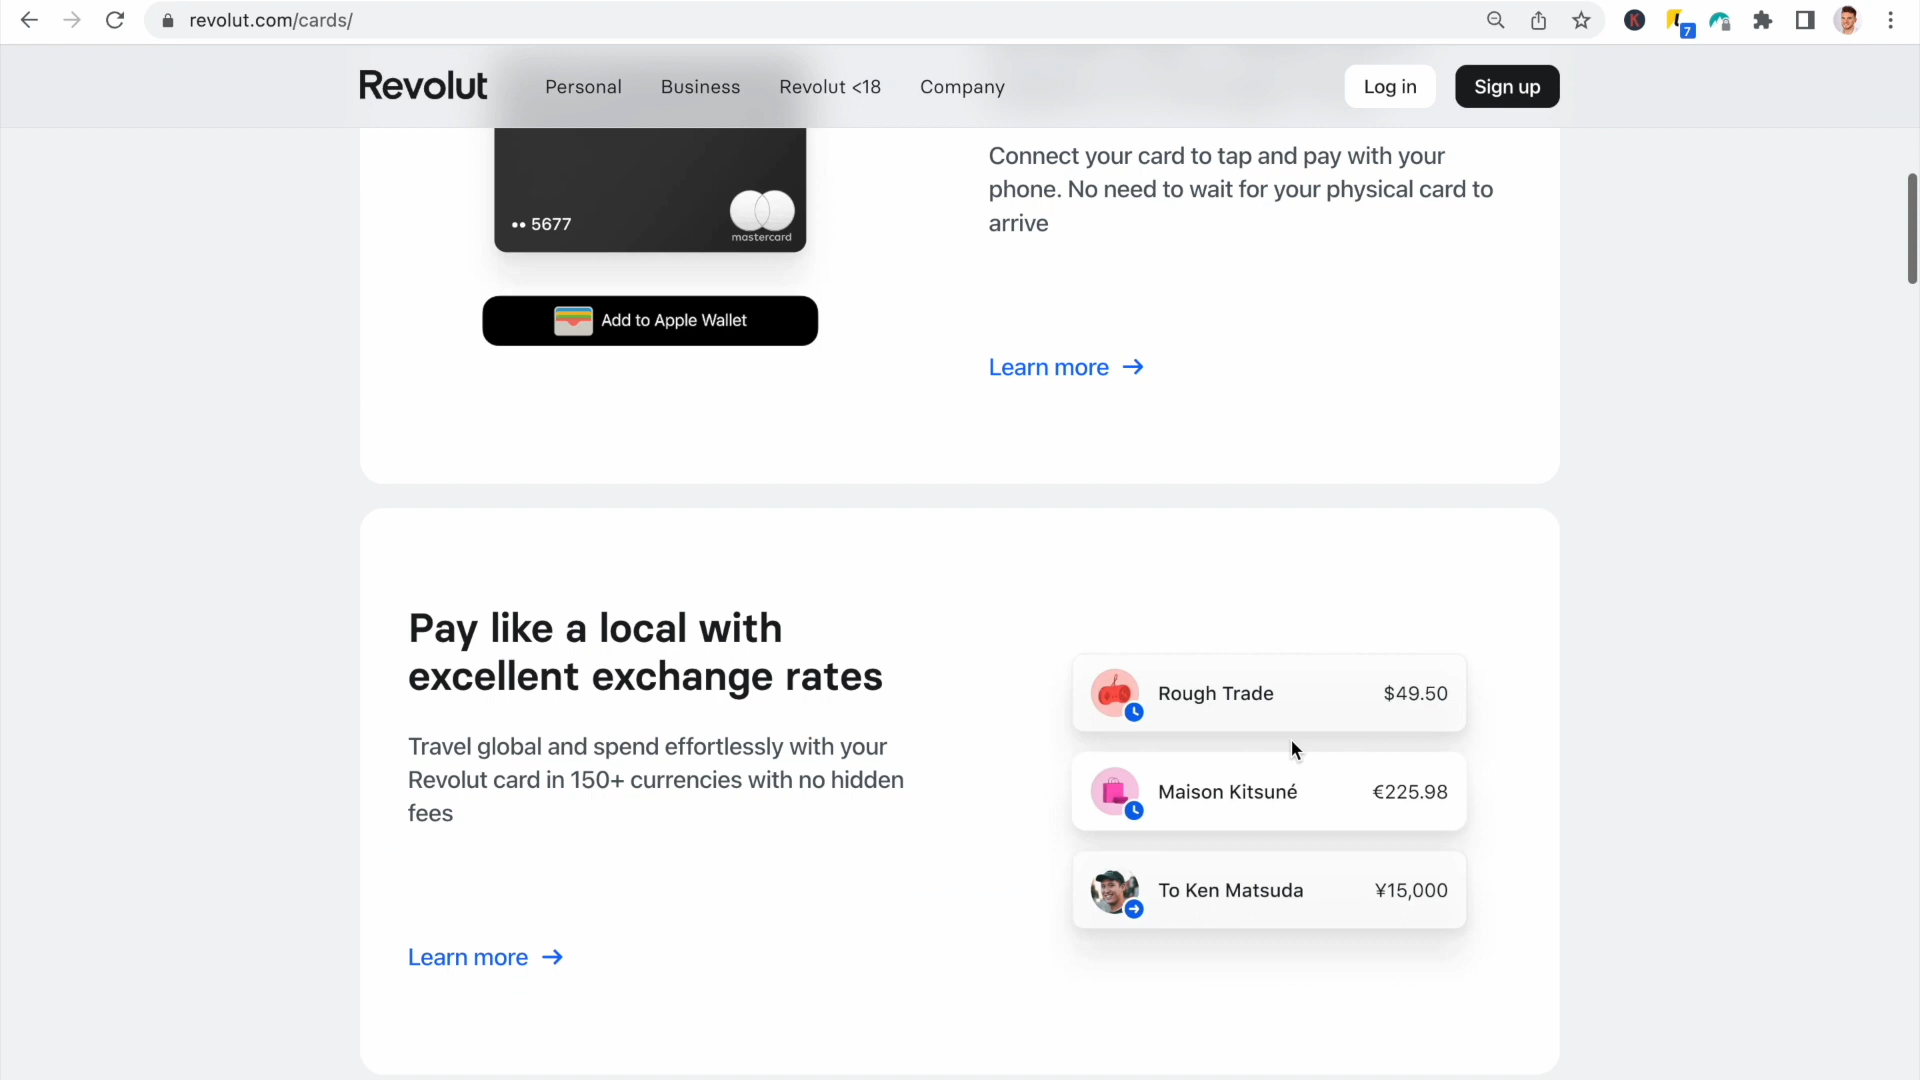 revolut.com/cards/
7
Revolut
Personal
Business
Revolut <18
Company
Log in
Sign up
•• 5677
mastercard
Add to Apple Wallet
Connect your card to tap and pay with your
phone. No need to wait for your physical card to
arrive
Learn more →
Pay like a local with
excellent exchange rates
Travel global and spend effortlessly with your
Revolut card in 150+ currencies with no hidden
fees
Learn more →
Rough Trade $49.50
Maison Kitsuné €225.98
To Ken Matsuda ¥15,000